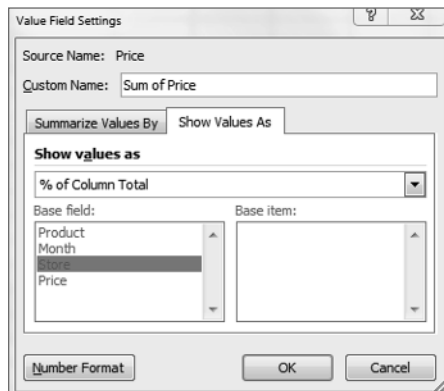 Value Field Settings
Source Name: Price
Custom Name: Sum of Price
Summarize Values By Show Values As
Show values as
% of Column Total
Base field: Base item:
Product
Month
Store
Price
Number Format OK Cancel